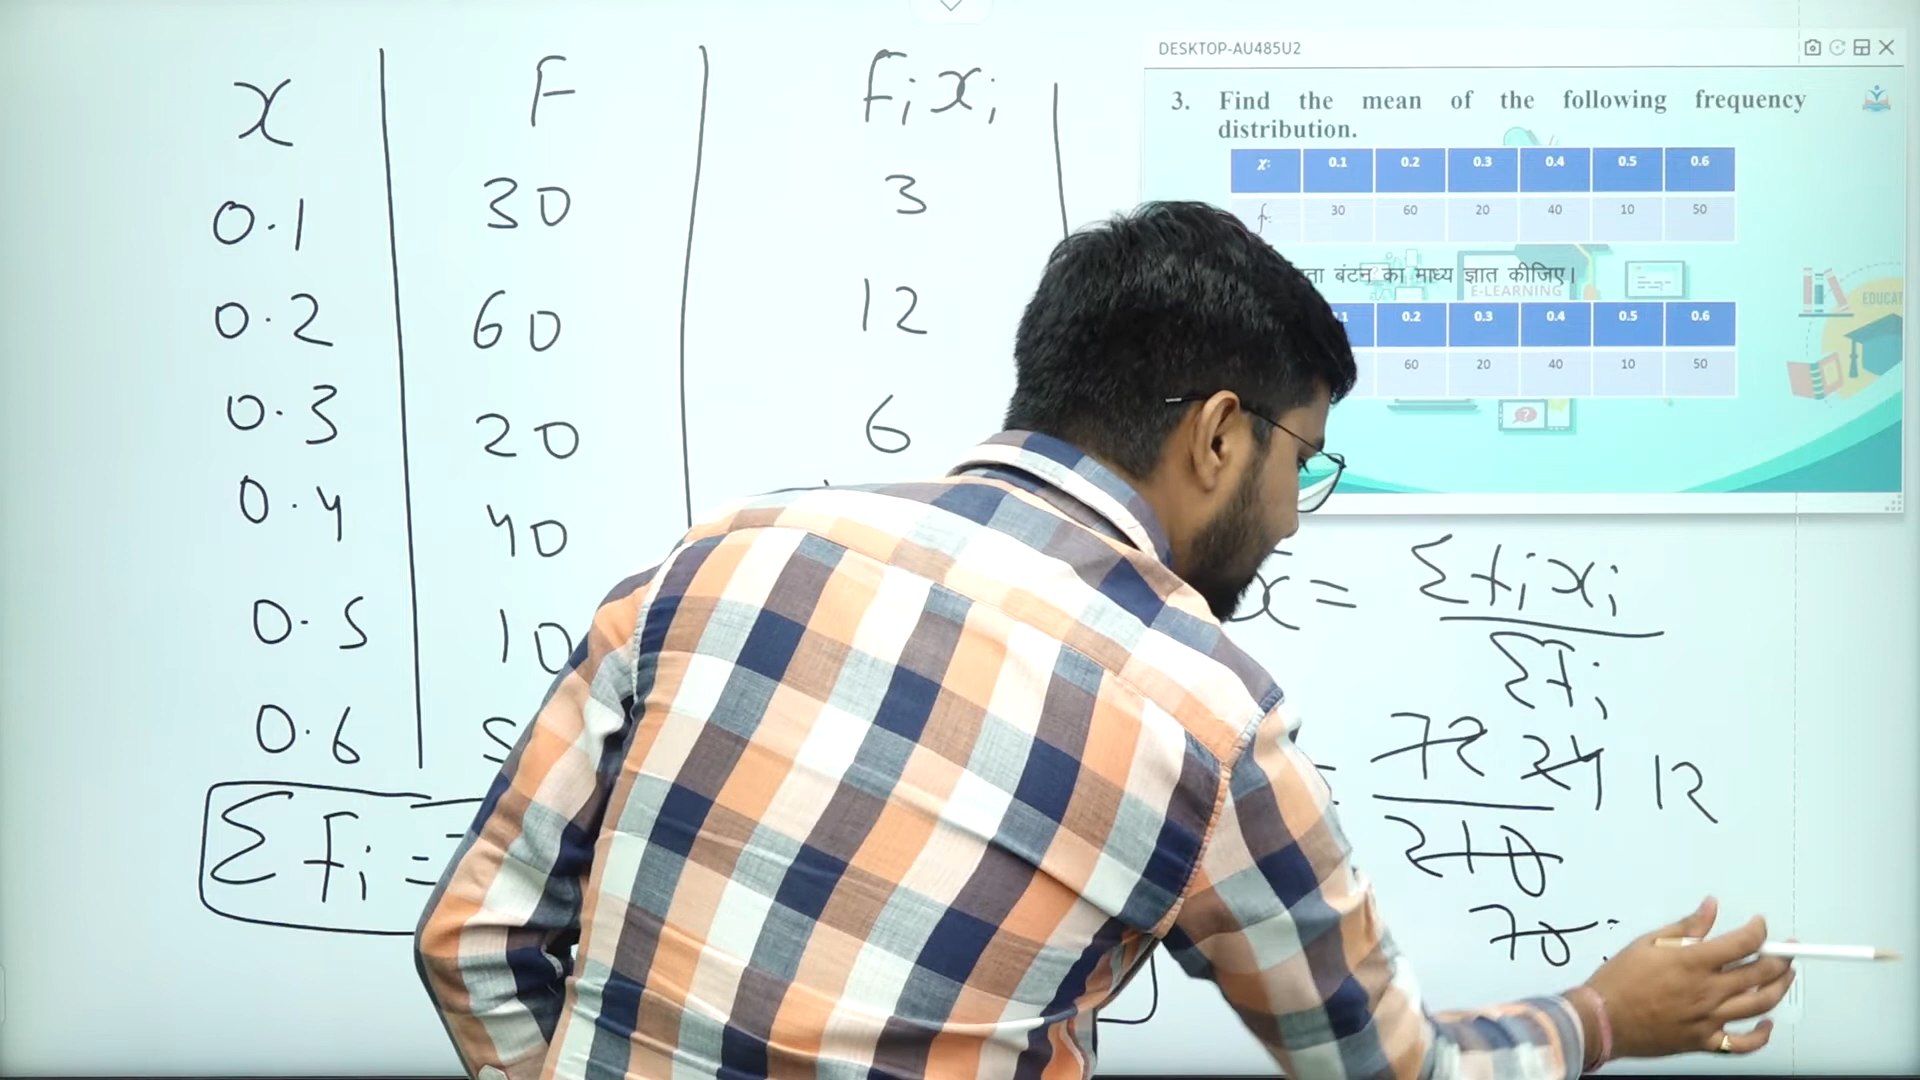 x F fᵢxᵢ
0.1 30 3
0.2 60 12
0.3 20 6
0.4 40
0.5 10
0.6 5
Σfᵢ =
DESKTOP-AU485U2
3. Find the mean of the following frequency
distribution.
x: 0.1 0.2 0.3 0.4 0.5 0.6
f: 30 60 20 40 10 50
बंटन का माध्य ज्ञात कीजिए।
E-LEARNING
EDUCAT
0.2 0.3 0.4 0.5 0.6
60 20 40 10 50
x̄ = Σfᵢxᵢ
Σfᵢ
= 72 24 12
210
70